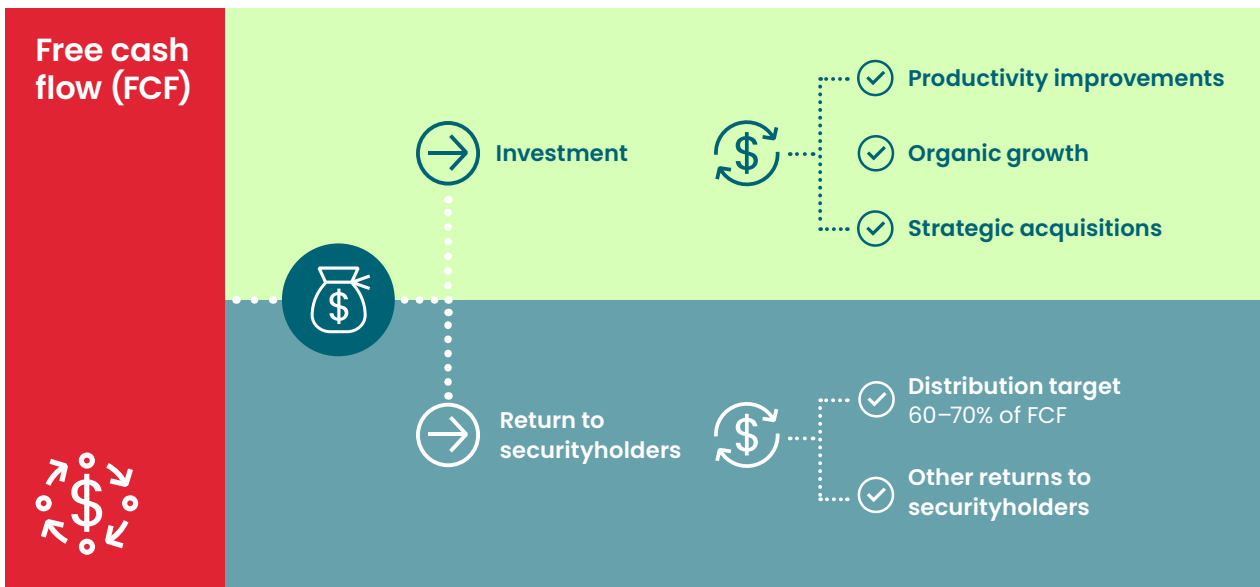 Free cash
flow (FCF)
Investment
$
Productivity improvements
Organic growth
Strategic acquisitions
$
Return to
securityholders
$
Distribution target
60–70% of FCF
Other returns to
securityholders
$